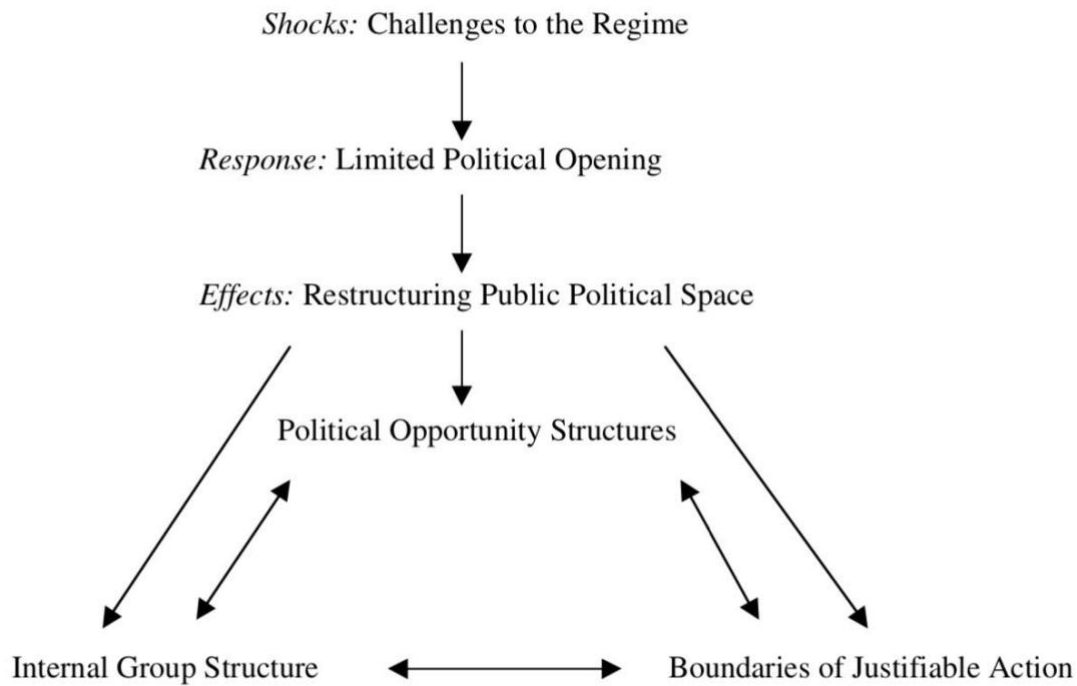 Shocks: Challenges to the Regime
Response: Limited Political Opening
Effects: Restructuring Public Political Space
Political Opportunity Structures
Internal Group Structure
Boundaries of Justifiable Action